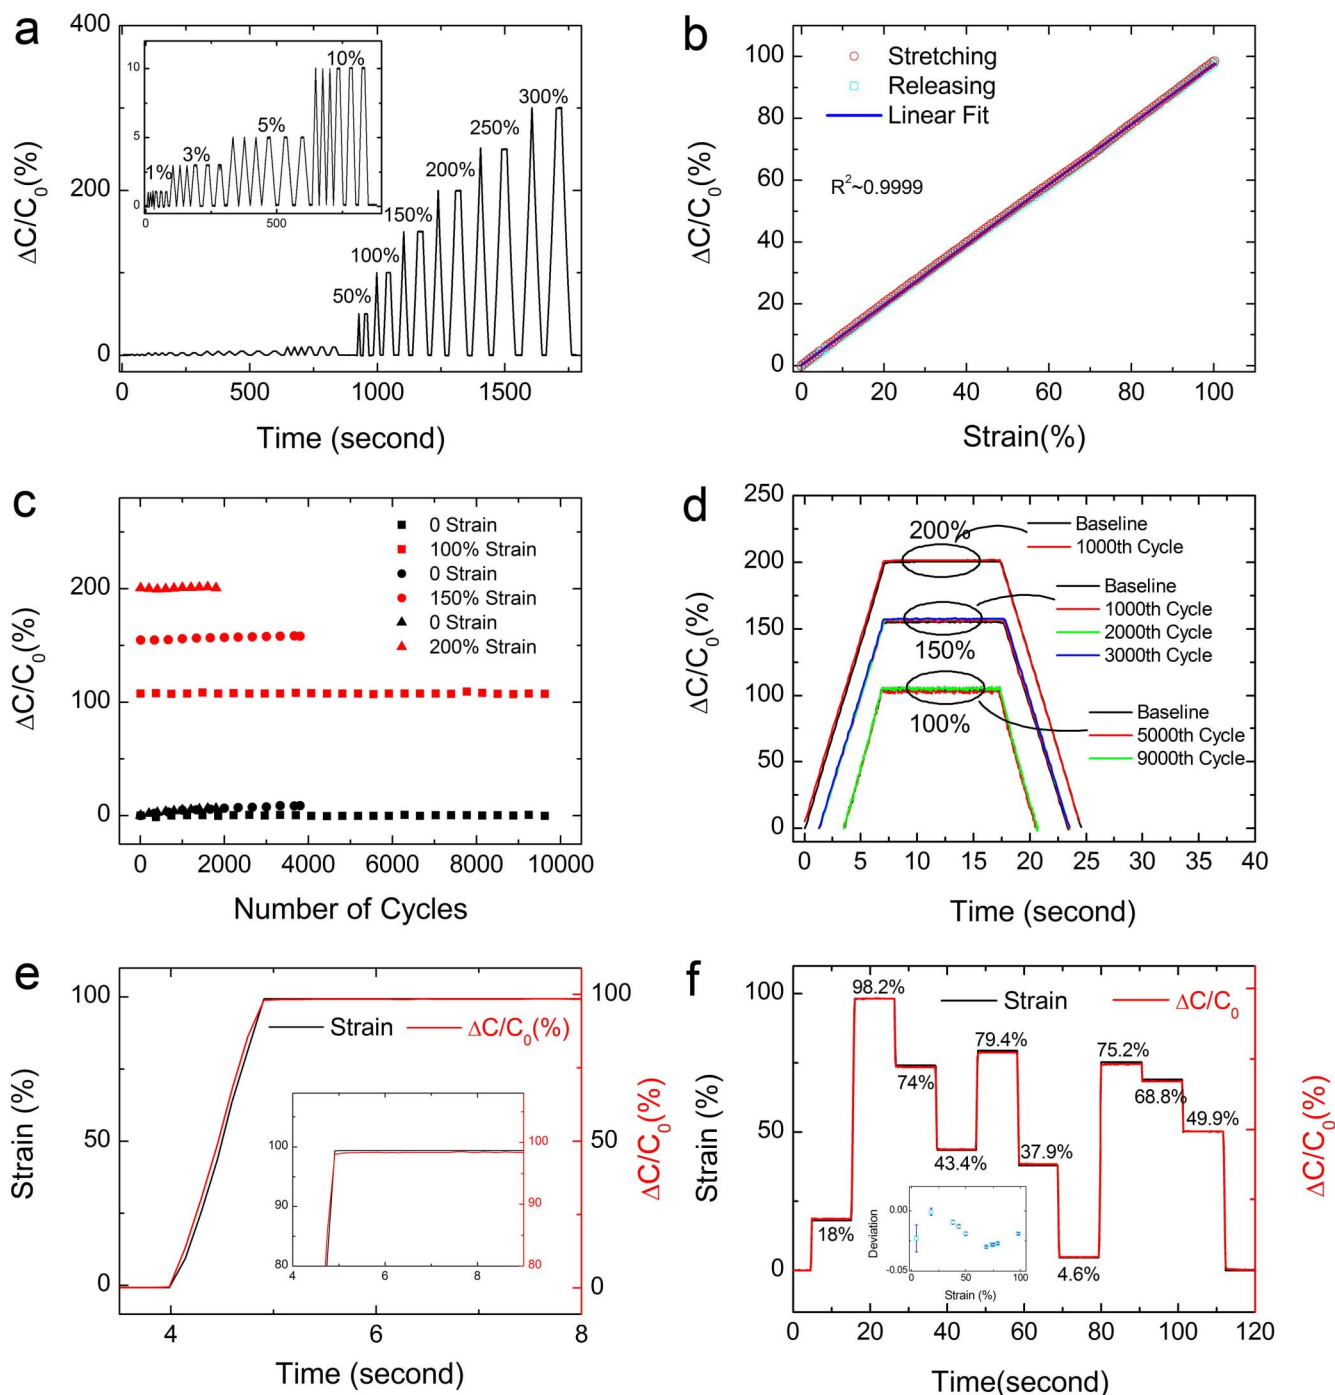 a
400
200
0
ΔC/C0(%)
10
5
0
1%
3%
5%
10%
0
500
50%
100%
150%
200%
250%
300%
0
500
1000
1500
Time (second)
b
100
80
60
40
20
0
ΔC/C0(%)
Stretching
Releasing
Linear Fit
R2~0.9999
0
20
40
60
80
100
Strain(%)
c
200
100
0
ΔC/C0(%)
0 Strain
100% Strain
0 Strain
150% Strain
0 Strain
200% Strain
0
2000
4000
6000
8000
10000
Number of Cycles
d
250
200
150
100
50
0
ΔC/C0(%)
200%
150%
100%
Baseline
1000th Cycle
Baseline
1000th Cycle
2000th Cycle
3000th Cycle
Baseline
5000th Cycle
9000th Cycle
0
5
10
15
20
25
30
35
40
Time (second)
e
100
50
0
Strain (%)
Strain
ΔC/C0(%)
100
90
80
100
90
80
4
6
8
100
50
0
ΔC/C0(%)
4
6
8
Time (second)
f
100
50
0
Strain (%)
Strain
ΔC/C0
18%
98.2%
74%
43.4%
79.4%
37.9%
4.6%
75.2%
68.8%
49.9%
Deviation
0.00
-0.05
0
50
100
Strain (%)
ΔC/C0(%)
0
20
40
60
80
100
120
Time(second)